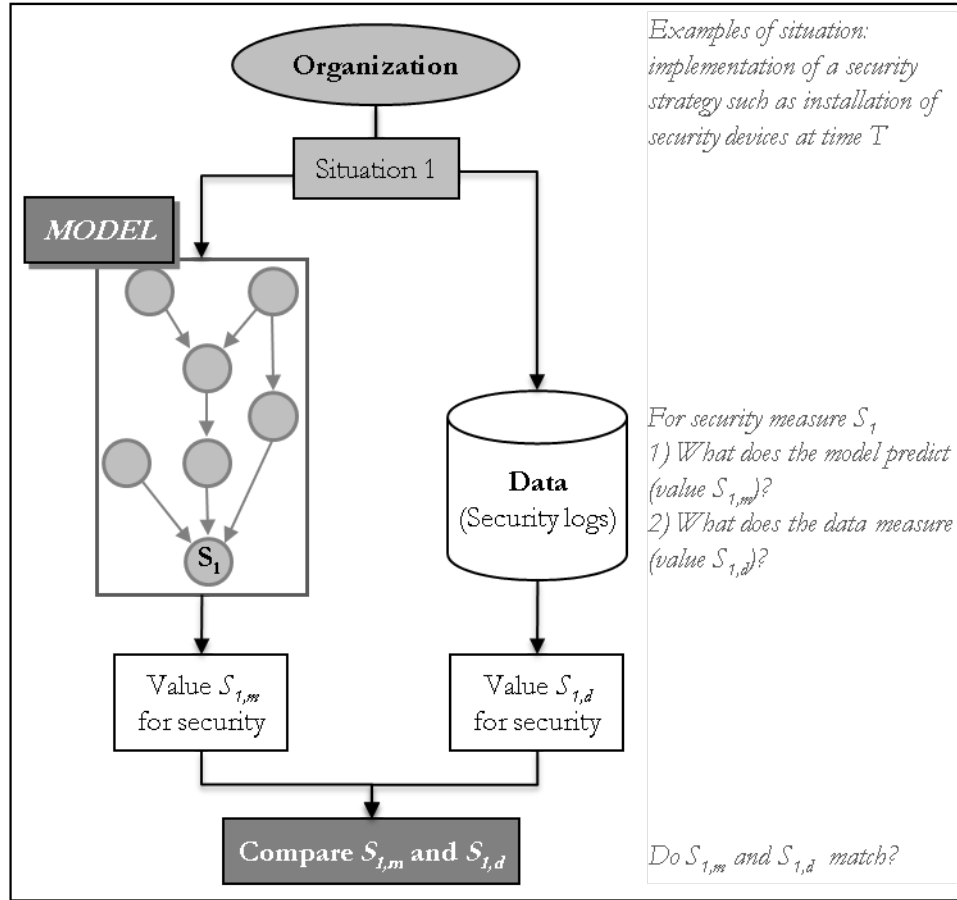 Organization
Examples of situation:
implementation of a security
strategy such as installation of
security devices at time T
Situation 1
MODEL
For security measure S₁
1) What does the model predict
(value S₁,ₘ)?
2) What does the data measure
(value S₁,d)?
Data
(Security logs)
S₁
Value S₁,ₘ
for security
Value S₁,d
for security
Compare S₁,ₘ and S₁,d
Do S₁,ₘ and S₁,d match?